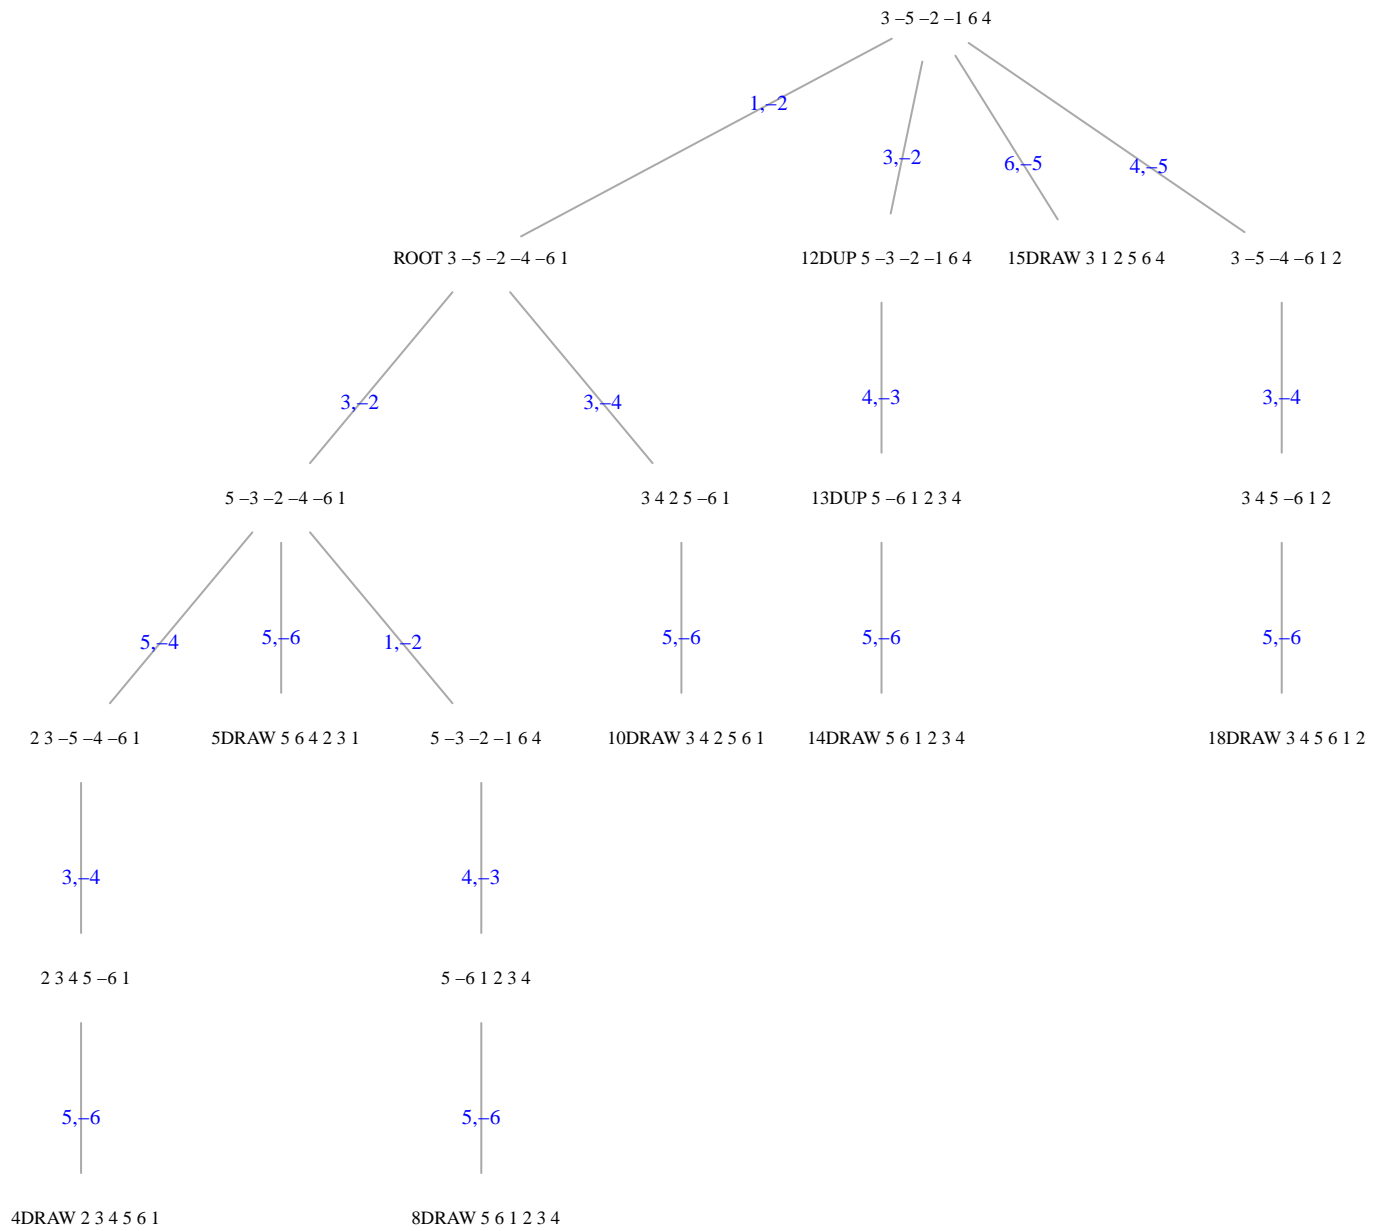 3 –5 –2 –1 6 4
1,–2
3,–2
6,–5
4,–5
ROOT 3 –5 –2 –4 –6 1
12DUP 5 –3 –2 –1 6 4
15DRAW 3 1 2 5 6 4
3 –5 –4 –6 1 2
3,–2
3,–4
4,–3
3,–4
5 –3 –2 –4 –6 1
3 4 2 5 –6 1
13DUP 5 –6 1 2 3 4
3 4 5 –6 1 2
5,–4
5,–6
1,–2
5,–6
5,–6
5,–6
2 3 –5 –4 –6 1
5DRAW 5 6 4 2 3 1
5 –3 –2 –1 6 4
10DRAW 3 4 2 5 6 1
14DRAW 5 6 1 2 3 4
18DRAW 3 4 5 6 1 2
3,–4
4,–3
2 3 4 5 –6 1
5 –6 1 2 3 4
5,–6
5,–6
4DRAW 2 3 4 5 6 1
8DRAW 5 6 1 2 3 4